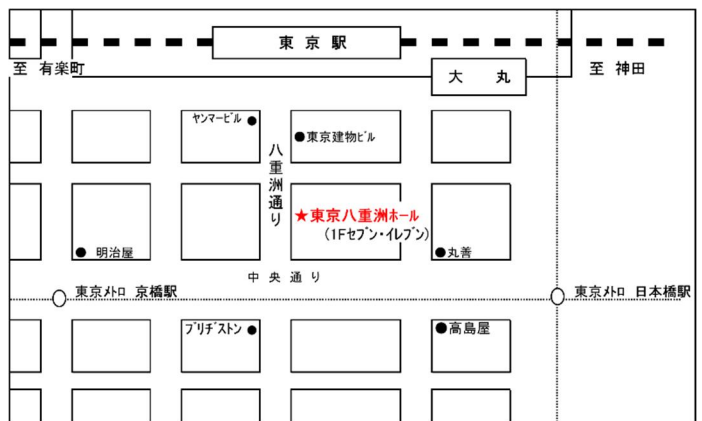 東京駅
至 有楽町
大 丸
至 神田
ヤンマービル ●
●東京建物ビル
八重洲通り
★東京八重洲ホール
(1Fセブン・イレブン)
● 明治屋
●丸善
中央通り
東京メトロ 京橋駅
東京メトロ 日本橋駅
ブリヂストン ●
●高島屋